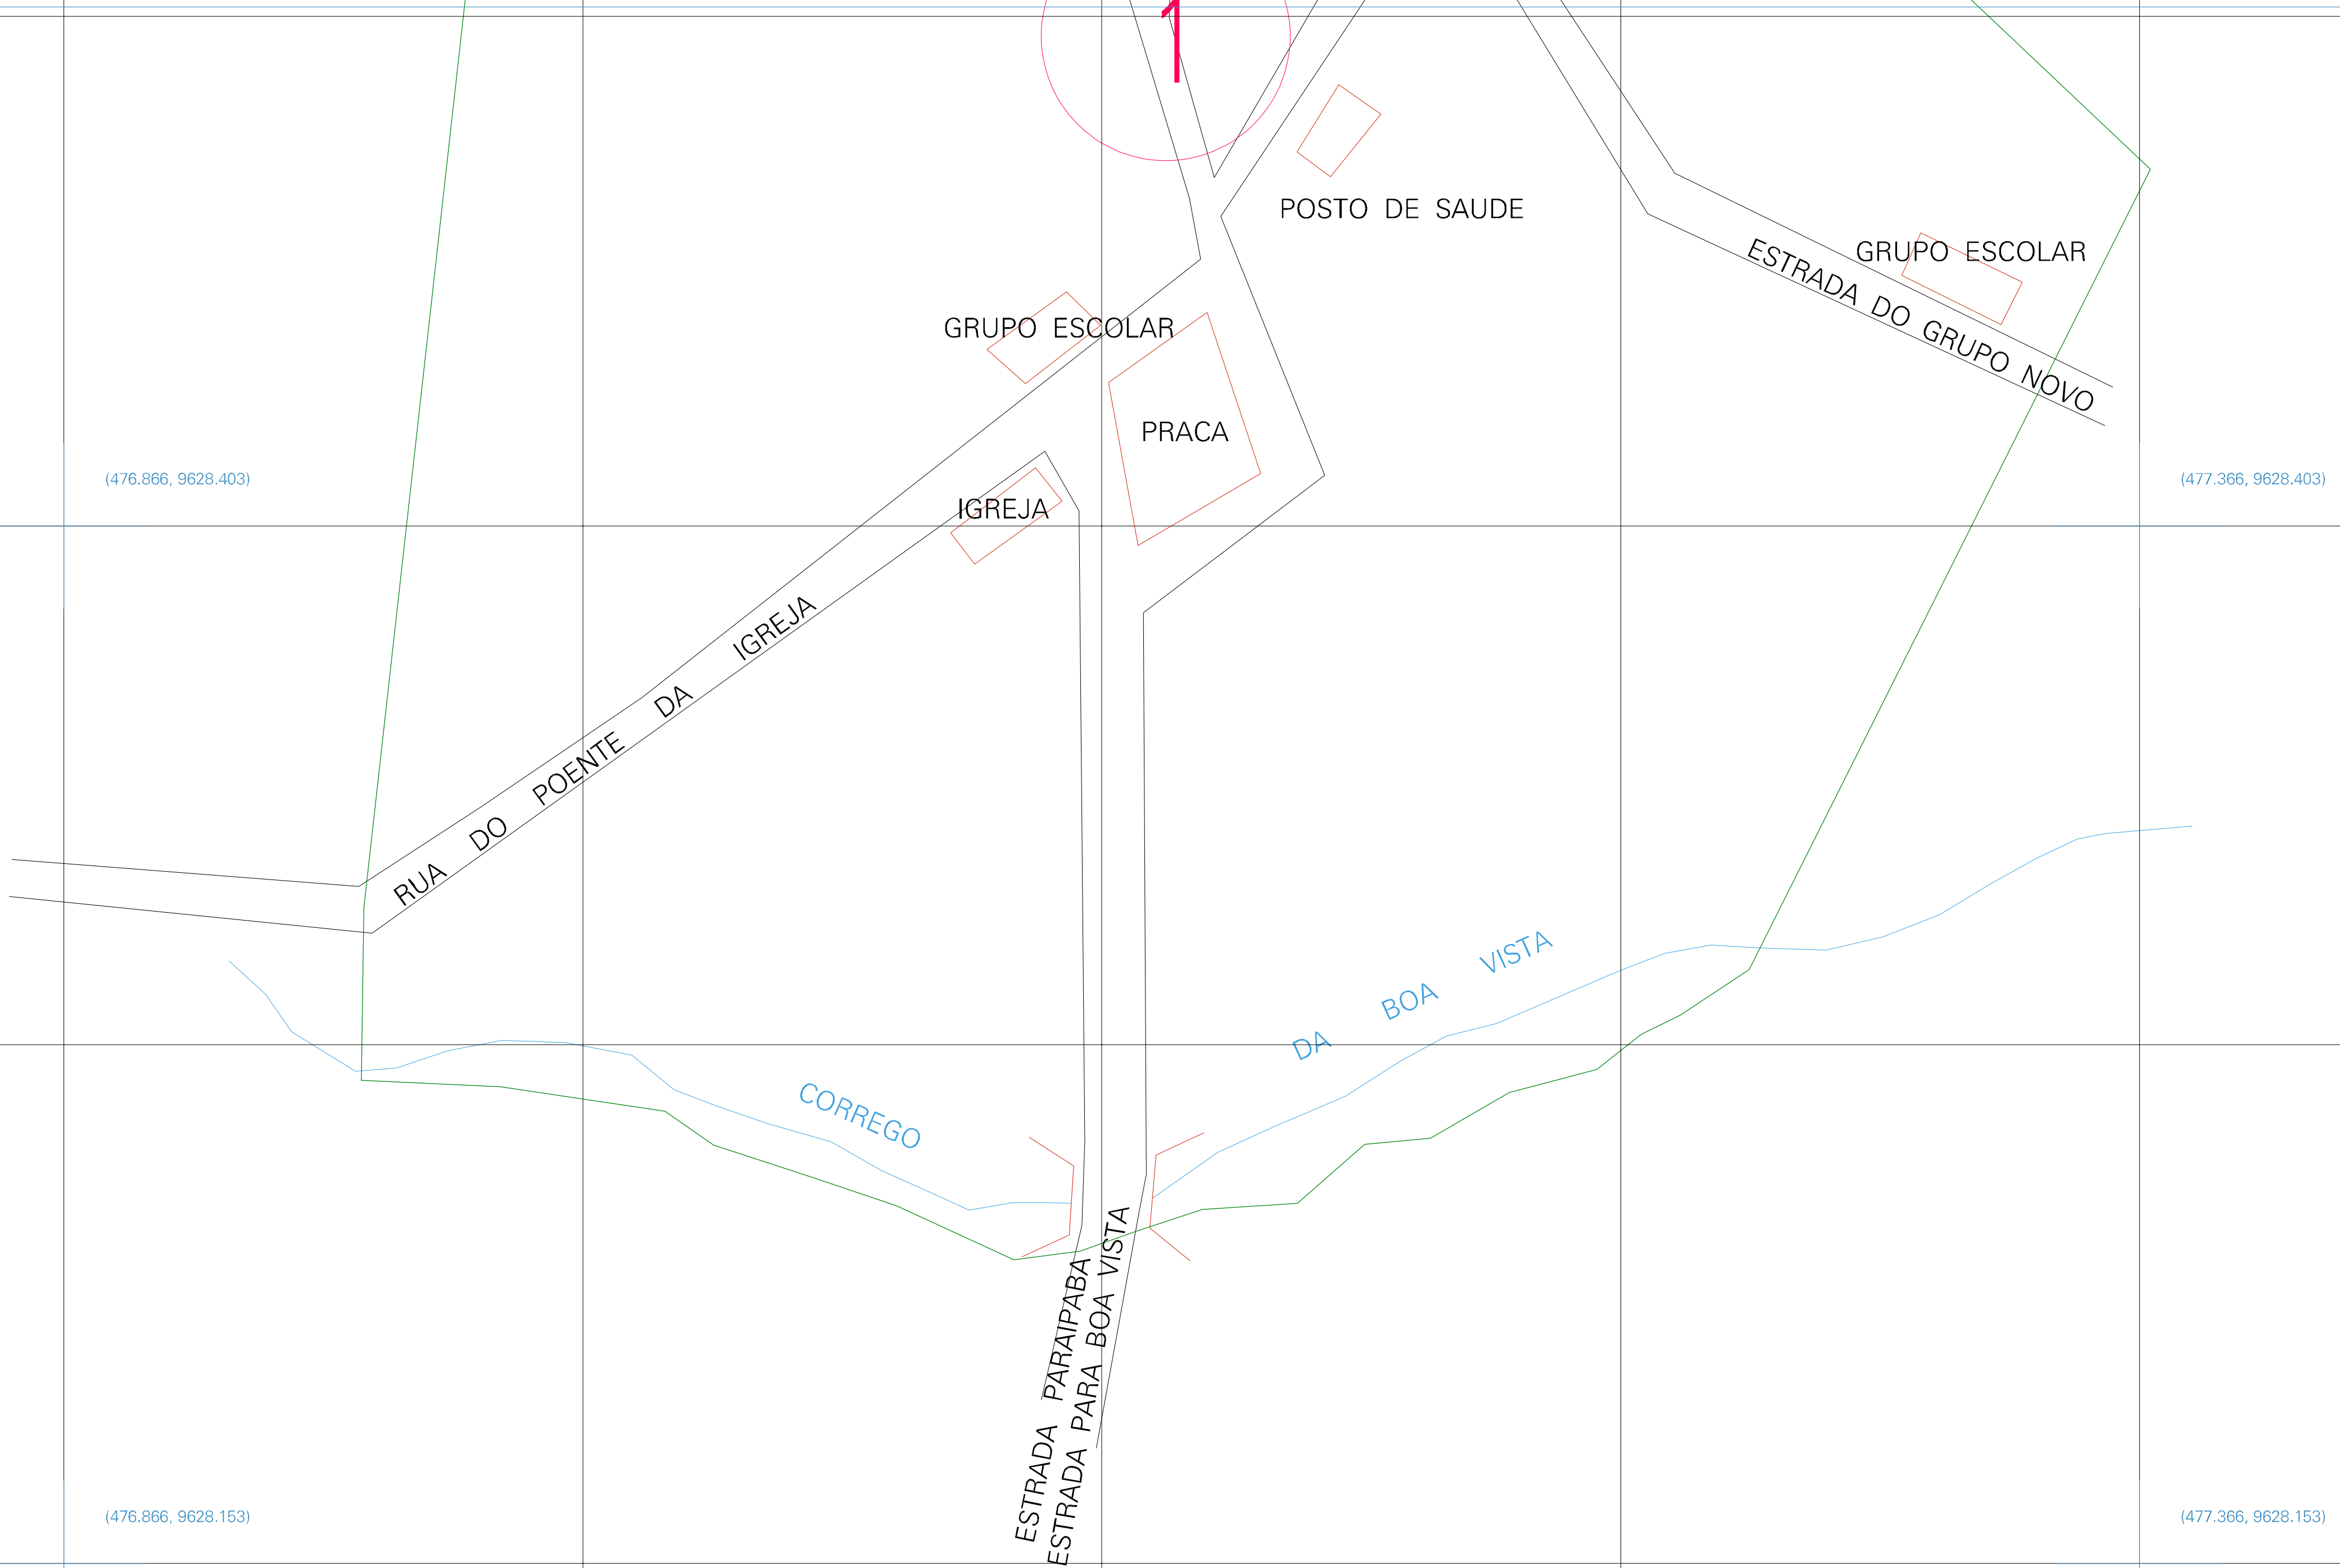 1
POSTO DE SAUDE
GRUPO ESCOLAR
ESTRADA DO GRUPO NOVO
GRUPO ESCOLAR
PRACA
(476.866, 9628.403)
(477.366, 9628.403)
IGREJA
RUA DO POENTE DA IGREJA
CORREGO DA BOA VISTA
ESTRADA PARAIPABA
ESTRADA PARA BOA VISTA
(476.866, 9628.153)
(477.366, 9628.153)